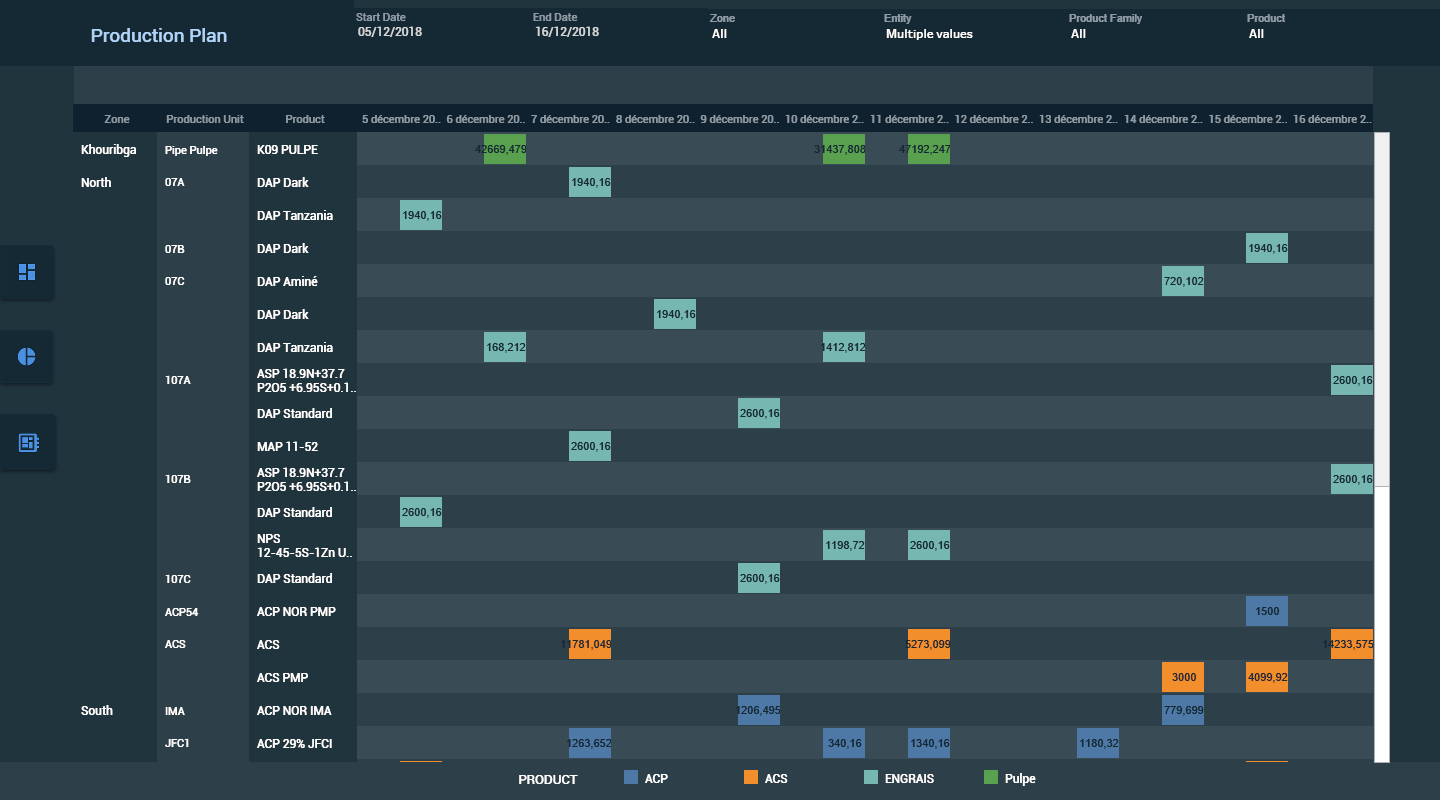 Production Plan
Start Date
05/12/2018
End Date
16/12/2018
Zone
All
Entity
Multiple values
Product Family
All
Product
All
Zone Production Unit Product 5 décembre 20.. 6 décembre 20.. 7 décembre 20.. 8 décembre 20.. 9 décembre 20.. 10 décembre 2.. 11 décembre 2.. 12 décembre 2.. 13 décembre 2.. 14 décembre 2.. 15 décembre 2.. 16 décembre 2..
Khouribga Pipe Pulpe K09 PULPE 42669,479 31437,808 47192,247
North 07A DAP Dark 1940,16
DAP Tanzania 1940,16
07B DAP Dark 1940,16
07C DAP Aminé 720,102
DAP Dark 1940,16
DAP Tanzania 168,212 1412,812
107A ASP 18.9N+37.7
P2O5 +6.95S+0.1.. 2600,16
DAP Standard 2600,16
MAP 11-52 2600,16
107B ASP 18.9N+37.7
P2O5 +6.95S+0.1.. 2600,16
DAP Standard 2600,16
NPS
12-45-5S-1Zn U.. 1198,72 2600,16
107C DAP Standard 2600,16
ACP54 ACP NOR PMP 1500
ACS ACS 11781,049 5273,099 14233,575
ACS PMP 3000 4099,92
South IMA ACP NOR IMA 1206,495 779,699
JFC1 ACP 29% JFCI 1263,652 340,16 1340,16 1180,32
PRODUCT ACP ACS ENGRAIS Pulpe